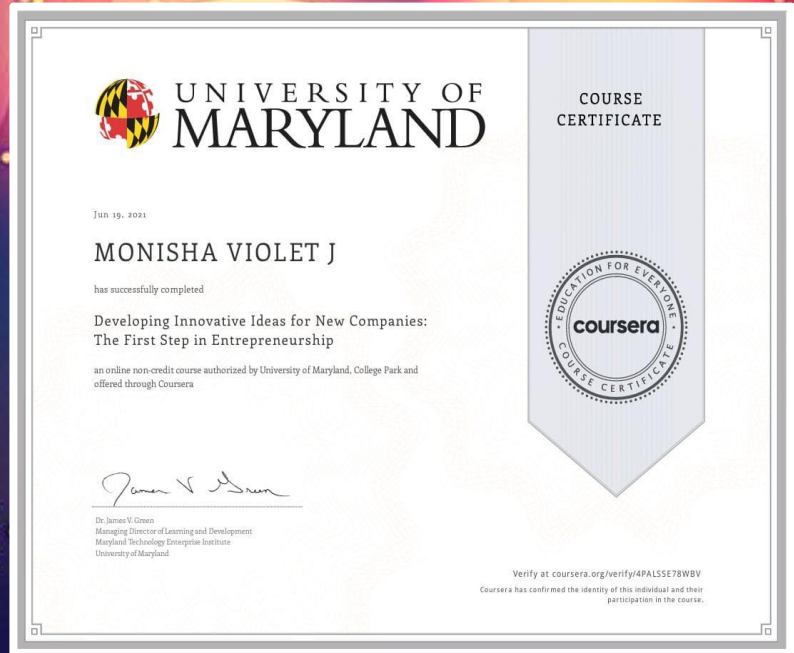 UNIVERSITY OF
MARYLAND
COURSE
CERTIFICATE
Jun 19, 2021
MONISHA VIOLET J
has successfully completed
Developing Innovative Ideas for New Companies:
The First Step in Entrepreneurship
an online non-credit course authorized by University of Maryland, College Park and
offered through Coursera
EDUCATION FOR EVERYONE
coursera
COURSE CERTIFICATE
James V Green
Dr. James V. Green
Managing Director of Learning and Development
Maryland Technology Enterprise Institute
University of Maryland
Verify at coursera.org/verify/4PALSSE78WBV
Coursera has confirmed the identity of this individual and their
participation in the course.